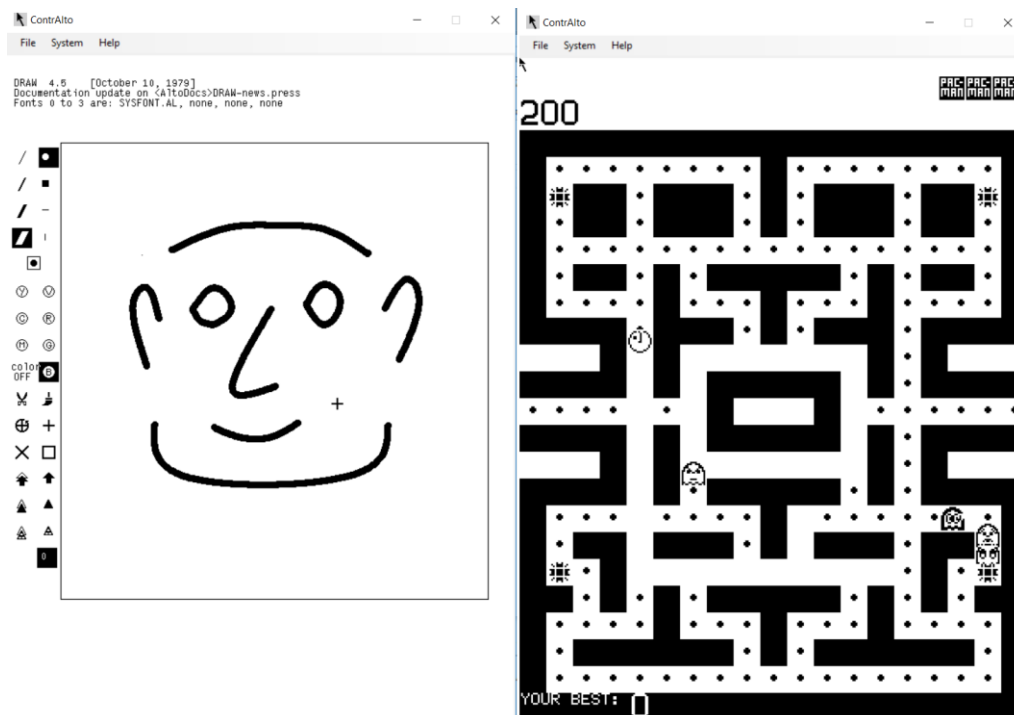 ContrAlto
File System Help
DRAW 4.5 [October 10, 1979]
Documentation update on <AltoDocs>DRAW-news.press
Fonts 0 to 3 are: SYSFONT.AL, none, none, none
Y V
C R
M G
color
OFF B
0
ContrAlto
File System Help
PAC-MAN PAC-MAN PAC-MAN
200
YOUR BEST: